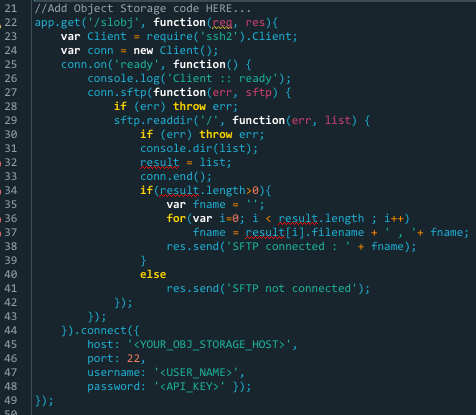 21 //Add Object Storage code HERE...
22 app.get('/slobj', function(req, res){
23     var Client = require('ssh2').Client;
24     var conn = new Client();
25     conn.on('ready', function() {
26         console.log('Client :: ready');
27         conn.sftp(function(err, sftp) {
28             if (err) throw err;
29             sftp.readdir('/', function(err, list) {
30                 if (err) throw err;
31                 console.dir(list);
32                 result = list;
33                 conn.end();
34                 if(result.length>0){
35                     var fname = '';
36                     for(var i=0; i < result.length ; i++)
37                         fname = result[i].filename + ' , '+ fname;
38                     res.send('SFTP connected : ' + fname);
39                 }
40                 else
41                     res.send('SFTP not connected');
42             });
43         });
44     }).connect({
45         host: '<YOUR_OBJ_STORAGE_HOST>',
46         port: 22,
47         username: '<USER_NAME>',
48         password: '<API_KEY>' });
49 });